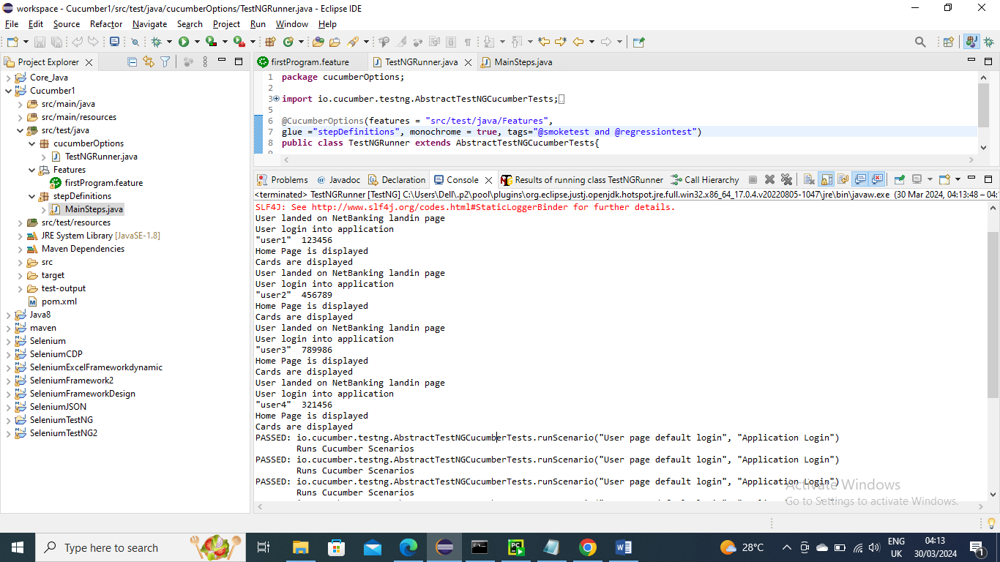 workspace - Cucumber1/src/test/java/cucumberOptions/TestNGRunner.java - Eclipse IDE
File Edit Source Refactor Navigate Search Project Run Window Help
Project Explorer
Core_Java
Cucumber1
src/main/java
src/main/resources
src/test/java
cucumberOptions
TestNGRunner.java
Features
firstProgram.feature
stepDefinitions
MainSteps.java
src/test/resources
JRE System Library [JavaSE-1.8]
Maven Dependencies
src
target
test-output
pom.xml
Java8
maven
Selenium
SeleniumCDP
SeleniumExcelFrameworkdynamic
SeleniumFramework2
SeleniumFrameworkDesign
SeleniumJSON
SeleniumTestNG
SeleniumTestNG2
firstProgram.feature TestNGRunner.java MainSteps.java
1 package cucumberOptions;
2
3 import io.cucumber.testng.AbstractTestNGCucumberTests;
5
6 @CucumberOptions(features = "src/test/java/Features",
7 glue ="stepDefinitions", monochrome = true, tags="@smoketest and @regressiontest")
8 public class TestNGRunner extends AbstractTestNGCucumberTests{
Problems @ Javadoc Declaration Console Results of running class TestNGRunner Call Hierarchy
<terminated> TestNGRunner [TestNG] C:\Users\Dell\.p2\pool\plugins\org.eclipse.justj.openjdk.hotspot.jre.full.win32.x86_64_17.0.4.v20220805-1047\jre\bin\javaw.exe (30 Mar 2024, 04:13:48 – 04:
SLF4J: See http://www.slf4j.org/codes.html#StaticLoggerBinder for further details.
User landed on NetBanking landin page
User login into application
"user1" 123456
Home Page is displayed
Cards are displayed
User landed on NetBanking landin page
User login into application
"user2" 456789
Home Page is displayed
Cards are displayed
User landed on NetBanking landin page
User login into application
"user3" 789986
Home Page is displayed
Cards are displayed
User landed on NetBanking landin page
User login into application
"user4" 321456
Home Page is displayed
Cards are displayed
PASSED: io.cucumber.testng.AbstractTestNGCucumberTests.runScenario("User page default login", "Application Login")
Runs Cucumber Scenarios
PASSED: io.cucumber.testng.AbstractTestNGCucumberTests.runScenario("User page default login", "Application Login")
Runs Cucumber Scenarios
PASSED: io.cucumber.testng.AbstractTestNGCucumberTests.runScenario("User page default login", "Application Login")
Runs Cucumber Scenarios
Activate Windows
Go to Settings to activate Windows.
Type here to search
28°C
ENG
UK
04:13
30/03/2024
1